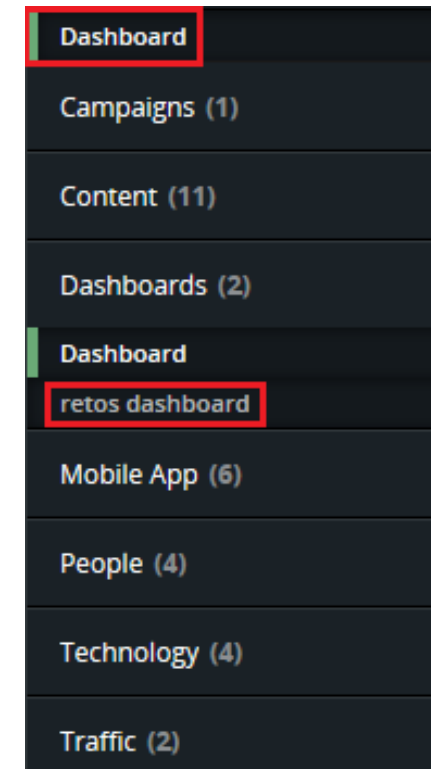 Dashboard
Campaigns (1)
Content (11)
Dashboards (2)
Dashboard
retos dashboard
Mobile App (6)
People (4)
Technology (4)
Traffic (2)